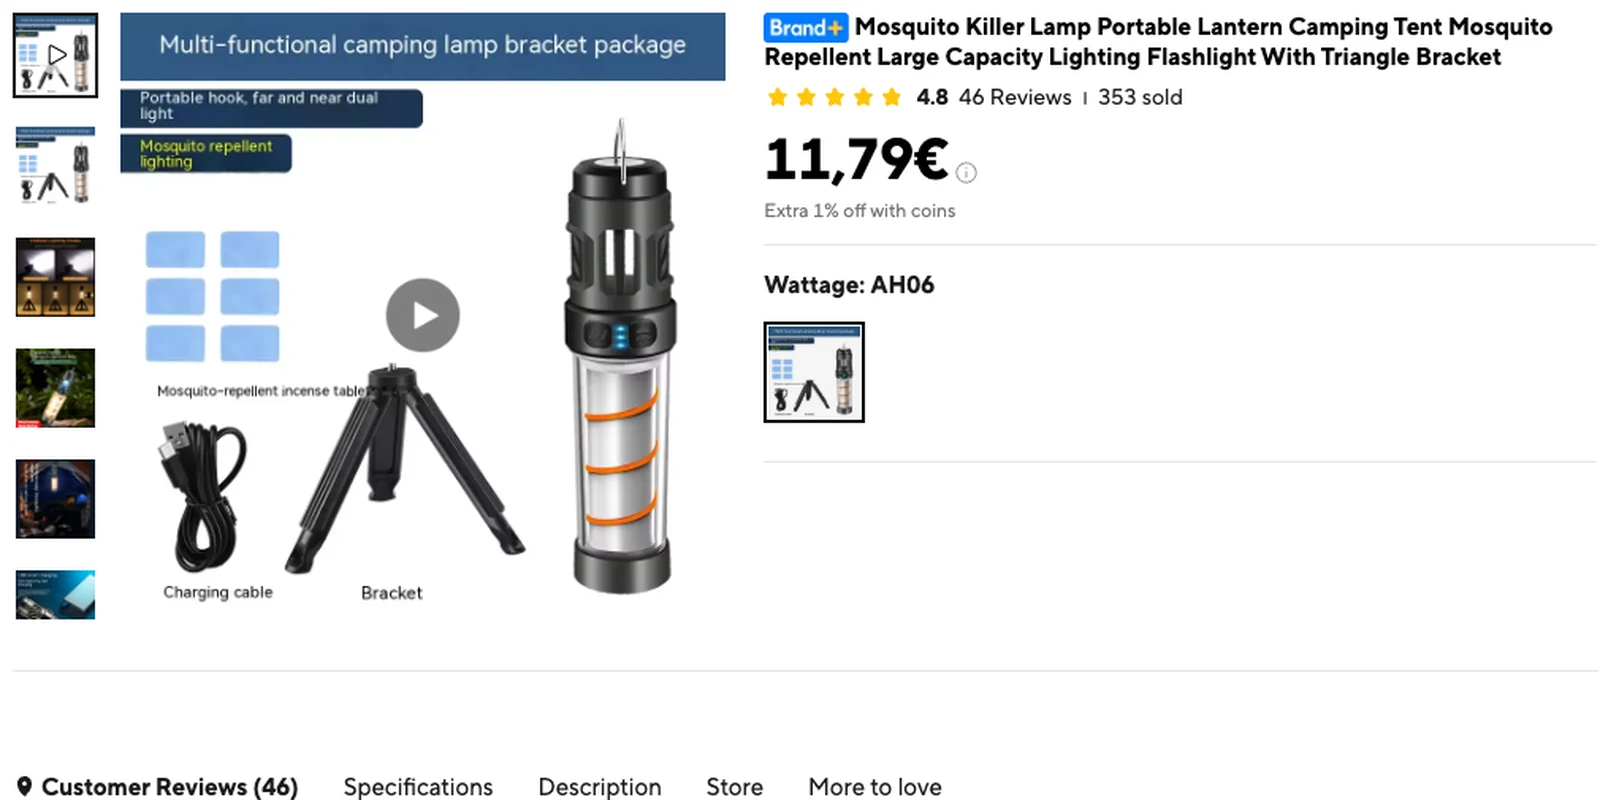 Multi-functional camping lamp bracket package
Portable hook, far and near dual
light
Mosquito repellent
lighting
Mosquito-repellent incense tablet
Charging cable
Bracket
Brand+ Mosquito Killer Lamp Portable Lantern Camping Tent Mosquito
Repellent Large Capacity Lighting Flashlight With Triangle Bracket
4.8 46 Reviews | 353 sold
11,79€
Extra 1% off with coins
Wattage: AH06
Customer Reviews (46) Specifications Description Store More to love